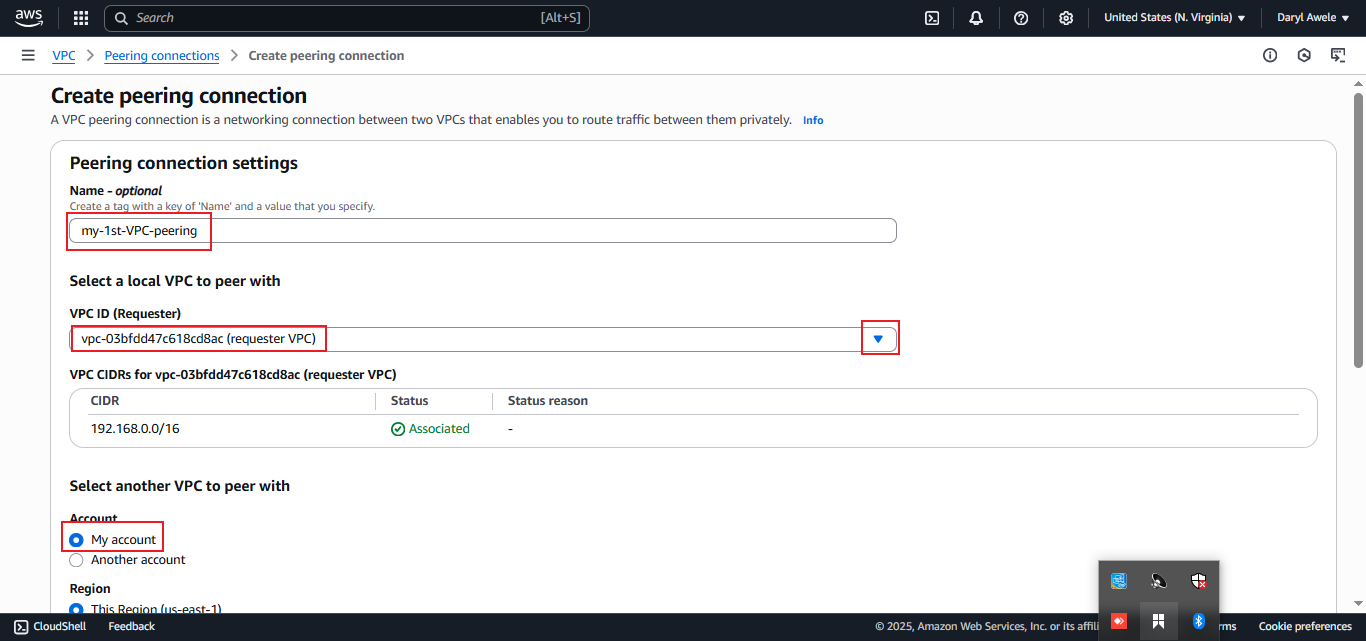 aws
Search [Alt+S]
United States (N. Virginia)
Daryl Awele
VPC
Peering connections
Create peering connection
Create peering connection
A VPC peering connection is a networking connection between two VPCs that enables you to route traffic between them privately. Info
Peering connection settings
Name - optional
Create a tag with a key of 'Name' and a value that you specify.
my-1st-VPC-peering
Select a local VPC to peer with
VPC ID (Requester)
vpc-03bfdd47c618cd8ac (requester VPC)
VPC CIDRs for vpc-03bfdd47c618cd8ac (requester VPC)
CIDR Status Status reason
192.168.0.0/16 Associated -
Select another VPC to peer with
Account
My account
Another account
Region
This Region (us-east-1)
CloudShell Feedback © 2025, Amazon Web Services, Inc. or its affili rms Cookie preferences